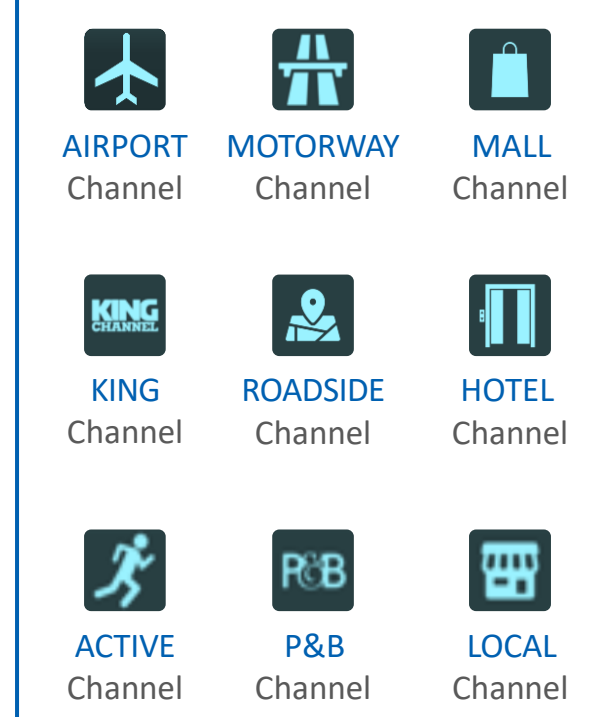 AIRPORT MOTORWAY MALL
Channel Channel Channel
KING
CHANNEL
KING ROADSIDE HOTEL
Channel Channel Channel
P&B
ACTIVE P&B LOCAL
Channel Channel Channel